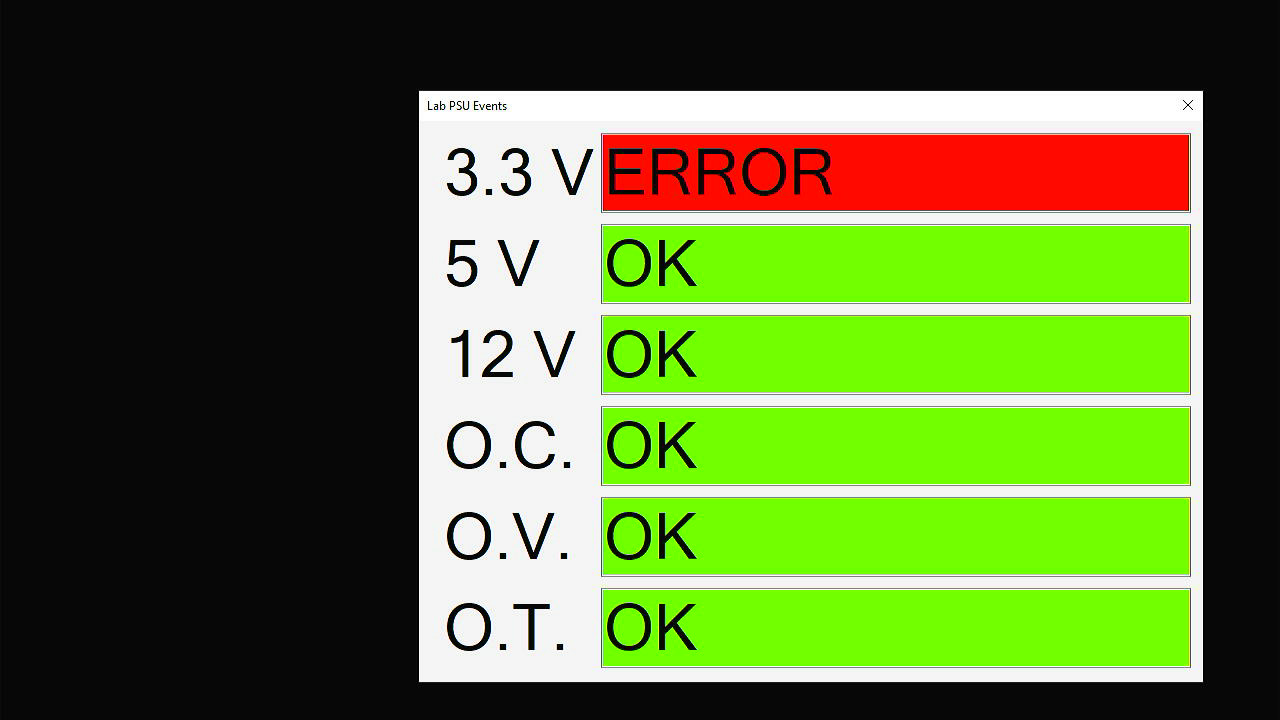 Lab PSU Events
3.3 V ERROR
5 V OK
12 V OK
O.C. OK
O.V. OK
O.T. OK